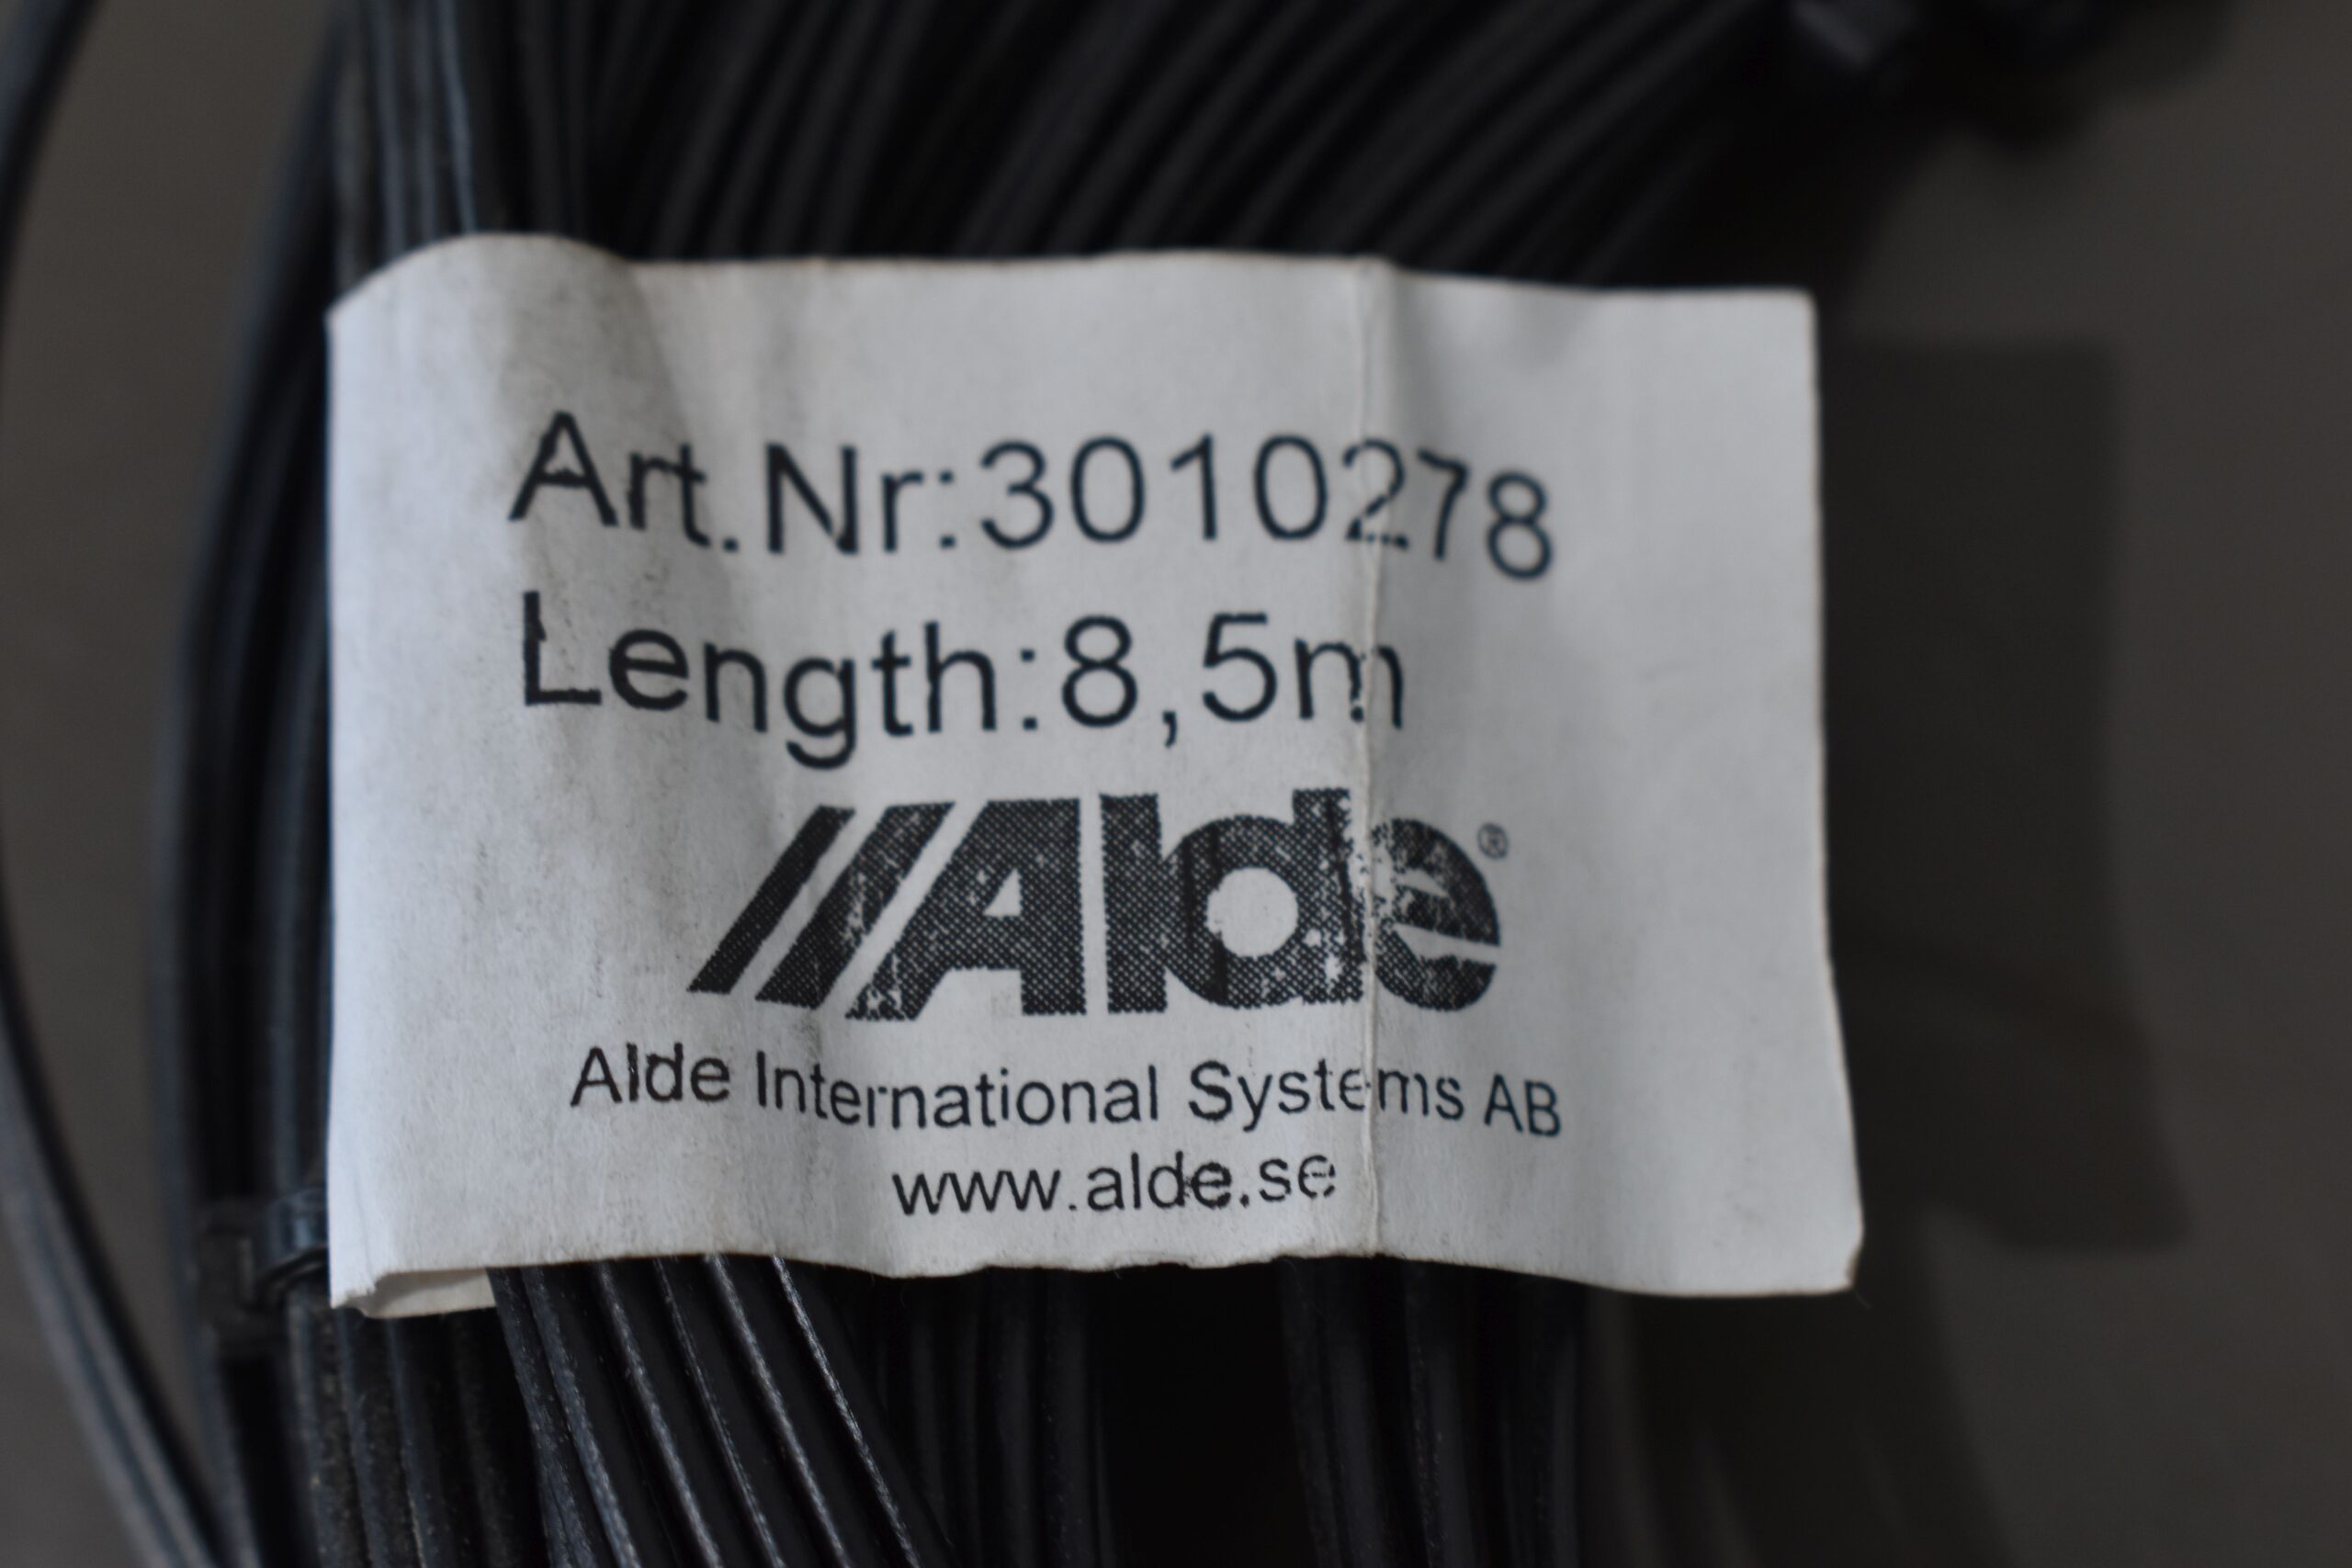 Art.Nr:3010278
Length:8,5m
//Alde®
Alde International Systems AB
www.alde.se